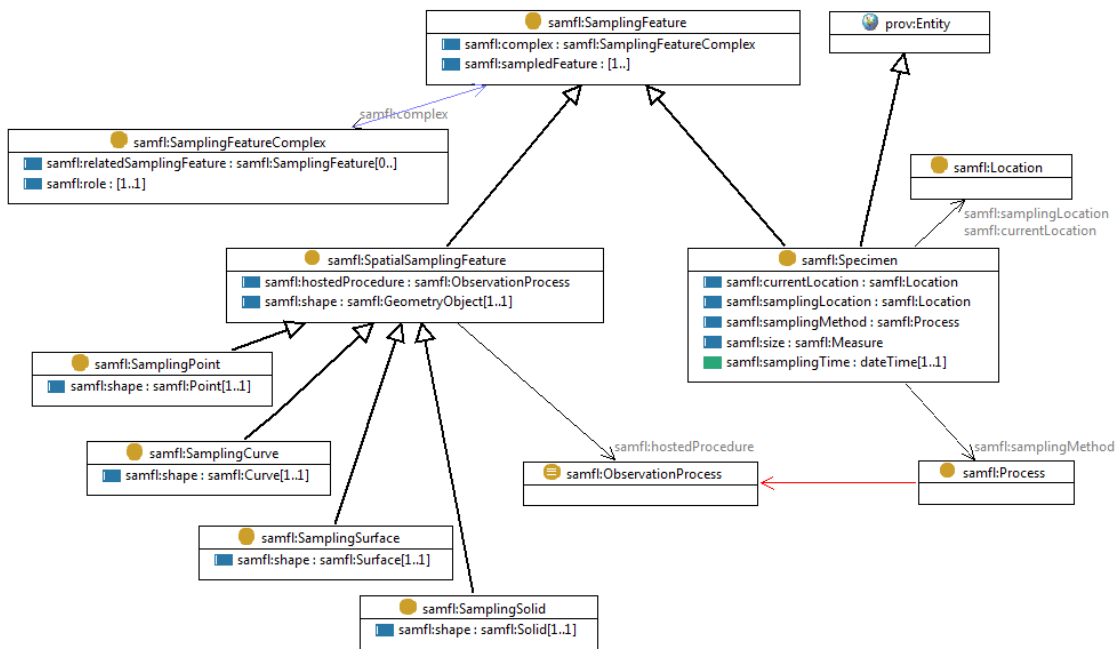 samfl:SamplingFeature
samfl:complex : samfl:SamplingFeatureComplex
samfl:sampledFeature : [1..]
prov:Entity
samfl:complex
samfl:SamplingFeatureComplex
samfl:relatedSamplingFeature : samfl:SamplingFeature[0..]
samfl:role : [1..1]
samfl:Location
samfl:samplingLocation
samfl:currentLocation
samfl:SpatialSamplingFeature
samfl:hostedProcedure : samfl:ObservationProcess
samfl:shape : samfl:GeometryObject[1..1]
samfl:Specimen
samfl:currentLocation : samfl:Location
samfl:samplingLocation : samfl:Location
samfl:samplingMethod : samfl:Process
samfl:size : samfl:Measure
samfl:samplingTime : dateTime[1..1]
samfl:SamplingPoint
samfl:shape : samfl:Point[1..1]
samfl:SamplingCurve
samfl:shape : samfl:Curve[1..1]
samfl:hostedProcedure
samfl:samplingMethod
samfl:ObservationProcess
samfl:Process
samfl:SamplingSurface
samfl:shape : samfl:Surface[1..1]
samfl:SamplingSolid
samfl:shape : samfl:Solid[1..1]